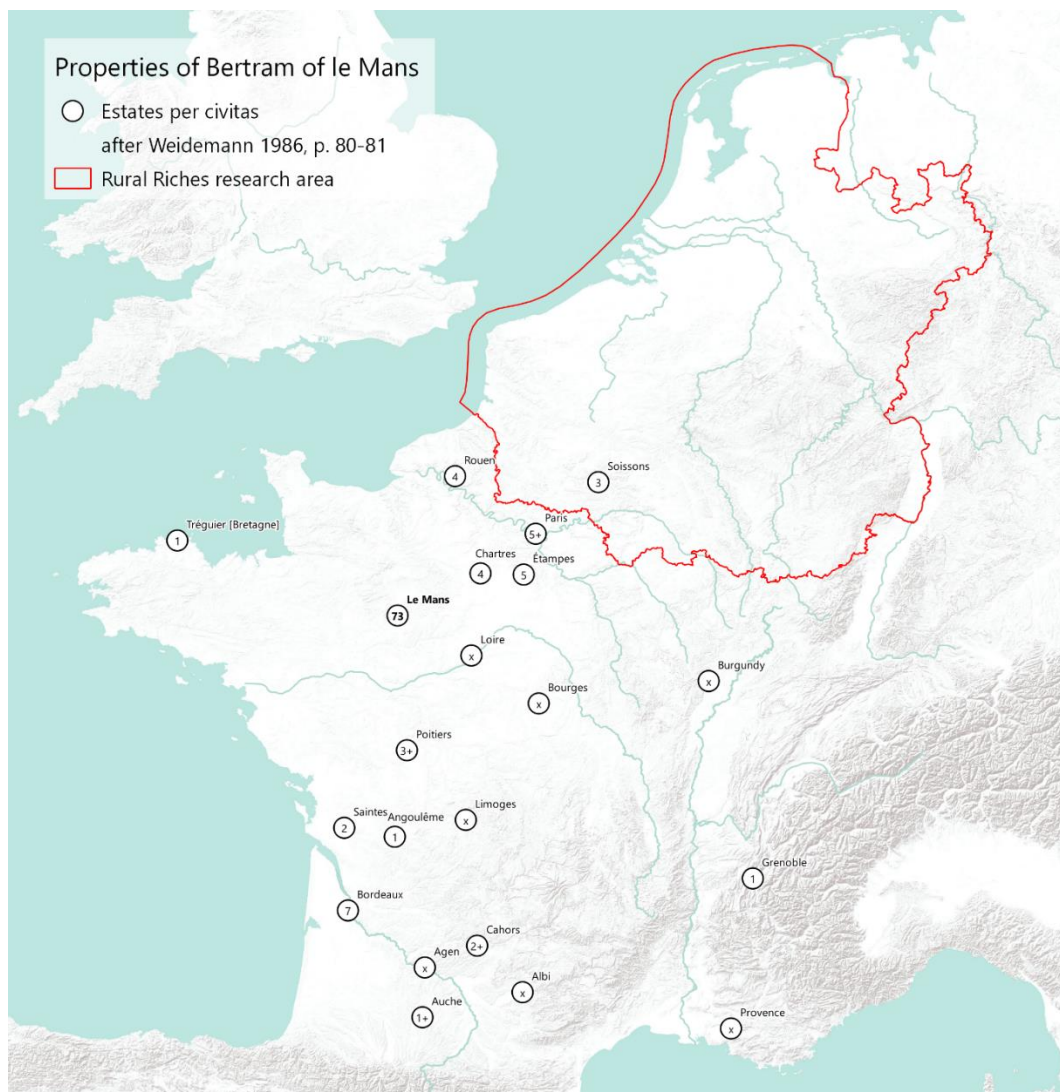 Properties of Bertram of le Mans
Estates per civitas
after Weidemann 1986, p. 80-81
Rural Riches research area
Rouen
4
Soissons
3
Tréguier [Bretagne]
1
Paris
5+
Chartres
4
Étampes
5
Le Mans
73
Loire
x
Burgundy
x
Bourges
x
Poitiers
3+
Saintes
2
Angoulême
1
Limoges
x
Grenoble
1
Bordeaux
7
Cahors
2+
Agen
x
Albi
x
Auche
1+
Provence
x